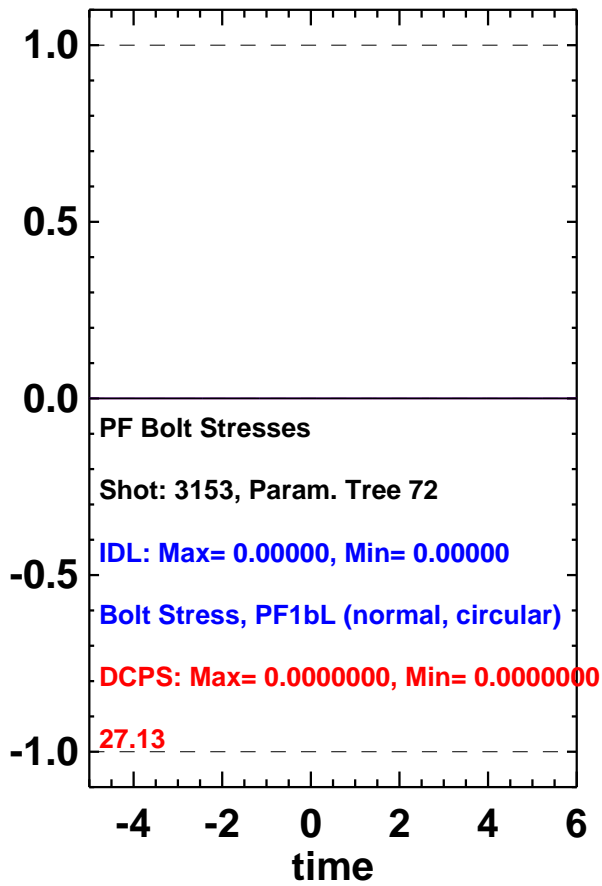 1.0
0.5
0.0
PF Bolt Stresses
Shot: 3153, Param. Tree 72
IDL: Max= 0.00000, Min= 0.00000
-0.5
Bolt Stress, PF1bL (normal, circular)
DCPS: Max= 0.0000000, Min= 0.0000000
27.13
-1.0
-4 -2 0 2 4 6
time